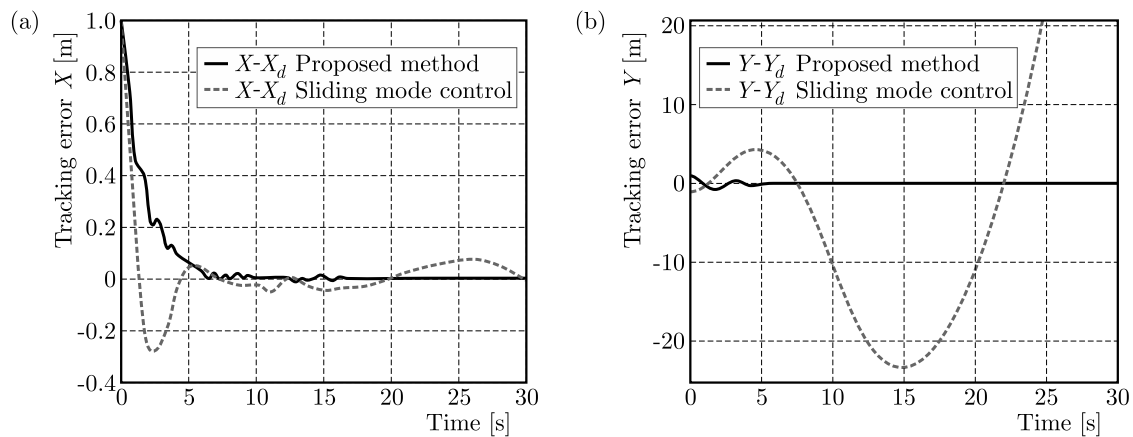 (a)
Tracking error X [m]
1.0
0.8
0.6
0.4
0.2
0
-0.2
-0.4
X-X_d Proposed method
X-X_d Sliding mode control
0 5 10 15 20 25 30
Time [s]
(b)
Tracking error Y [m]
20
10
0
-10
-20
Y-Y_d Proposed method
Y-Y_d Sliding mode control
0 5 10 15 20 25 30
Time [s]